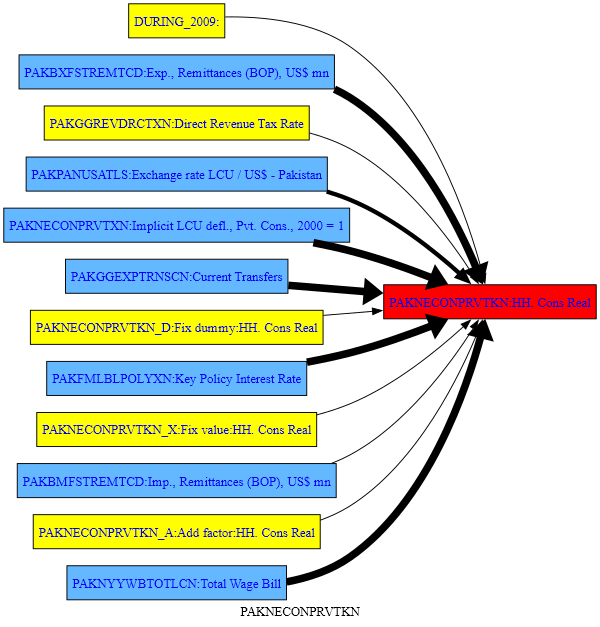 DURING_2009:
PAKBXFSTREMTCD:Exp., Remittances (BOP), US$ mn
PAKGGREVDRCTXN:Direct Revenue Tax Rate
PAKPANUSATLS:Exchange rate LCU / US$ - Pakistan
PAKNECONPRVTXN:Implicit LCU defl., Pvt. Cons., 2000 = 1
PAKGGEXPTRNSCN:Current Transfers
PAKNECONPRVTKN:HH. Cons Real
PAKNECONPRVTKN_D:Fix dummy:HH. Cons Real
PAKFMLBLPOLYXN:Key Policy Interest Rate
PAKNECONPRVTKN_X:Fix value:HH. Cons Real
PAKBMFSTREMTCD:Imp., Remittances (BOP), US$ mn
PAKNECONPRVTKN_A:Add factor:HH. Cons Real
PAKNYYWBTOTLCN:Total Wage Bill
PAKNECONPRVTKN